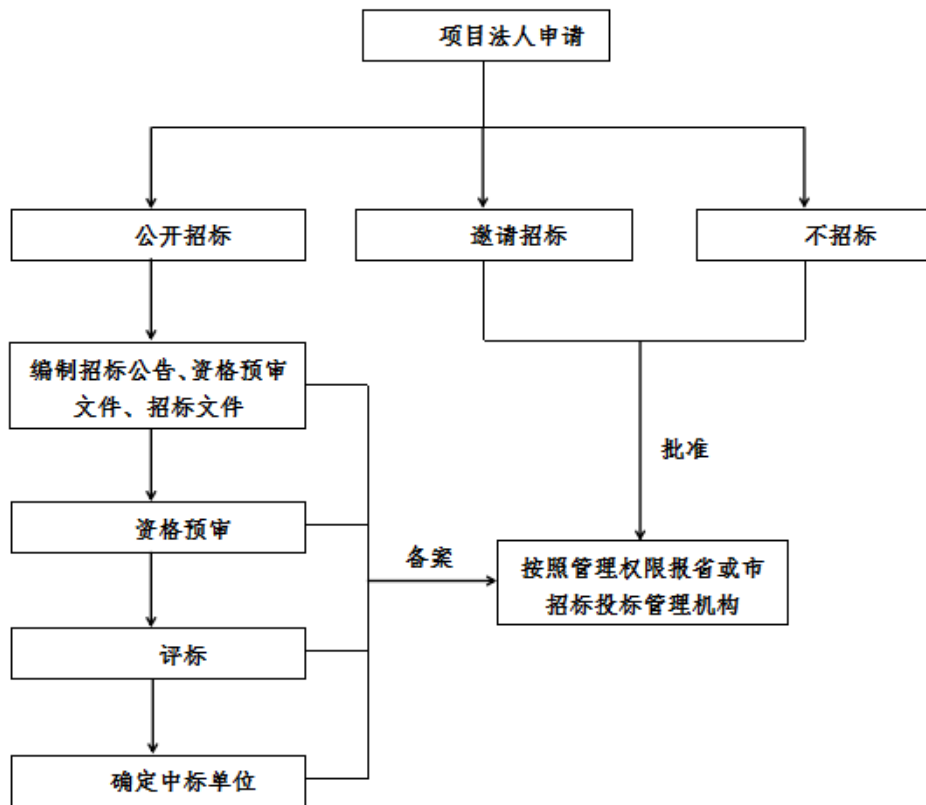 项目法人申请
公开招标
邀请招标
不招标
编制招标公告、资格预审
文件、招标文件
批准
资格预审
备案
按照管理权限报省或市
招标投标管理机构
评标
确定中标单位